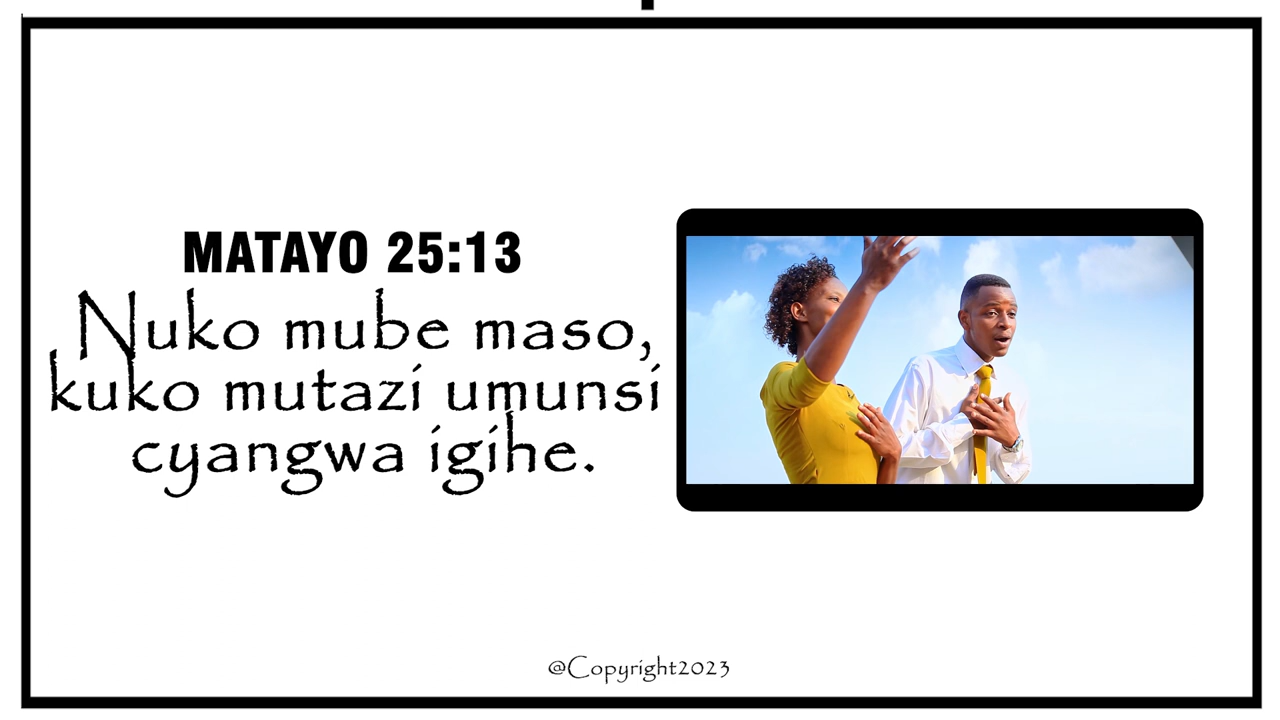 MATAYO 25:13
Nuko mube maso,
kuko mutazi umunsi
cyangwa igihe.
@Copyright2023